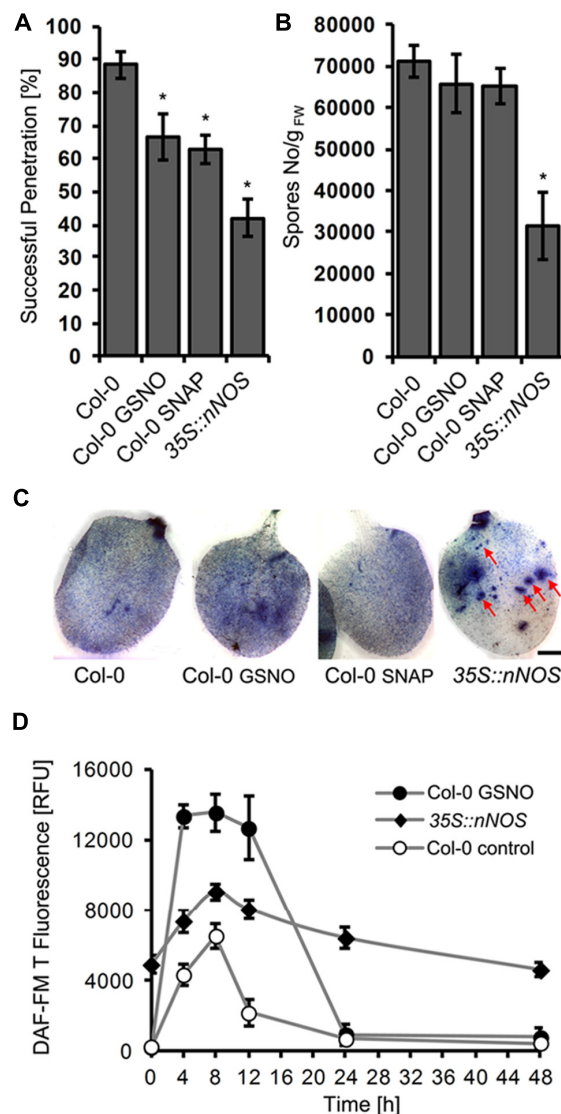 A
Successful Penetration [%]
100
90
80
70
60
50
40
30
20
10
0
*
*
*
Col-0
Col-0 GSNO
Col-0 SNAP
35S::nNOS
B
Spores No/g FW
80000
70000
60000
50000
40000
30000
20000
10000
0
*
Col-0
Col-0 GSNO
Col-0 SNAP
35S::nNOS
C
Col-0
Col-0 GSNO
Col-0 SNAP
35S::nNOS
D
DAF-FM T Fluorescence [RFU]
16000
12000
8000
4000
0
Col-0 GSNO
35S::nNOS
Col-0 control
0 4 8 12 16 20 24 28 32 36 40 44 48
Time [h]